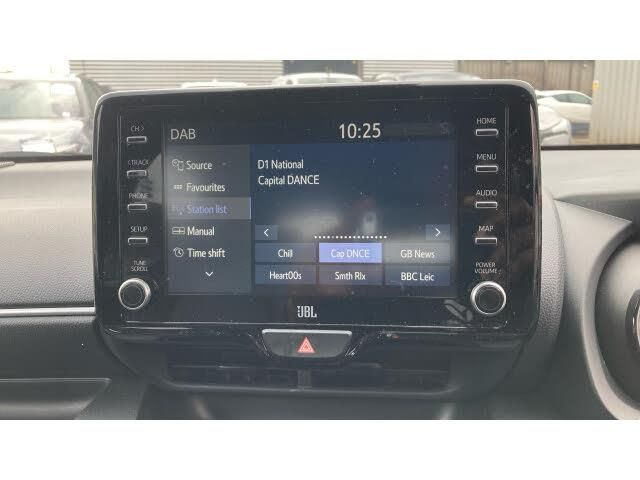 DAB
10:25
CH >
< TRACK
PHONE
SETUP
TUNE
SCROLL
Source
Favourites
Station list
Manual
Time shift
D1 National
Capital DANCE
Chill
Cap DNCE
GB News
Heart00s
Smth Rlx
BBC Leic
HOME
MENU
AUDIO
MAP
POWER
VOLUME
JBL